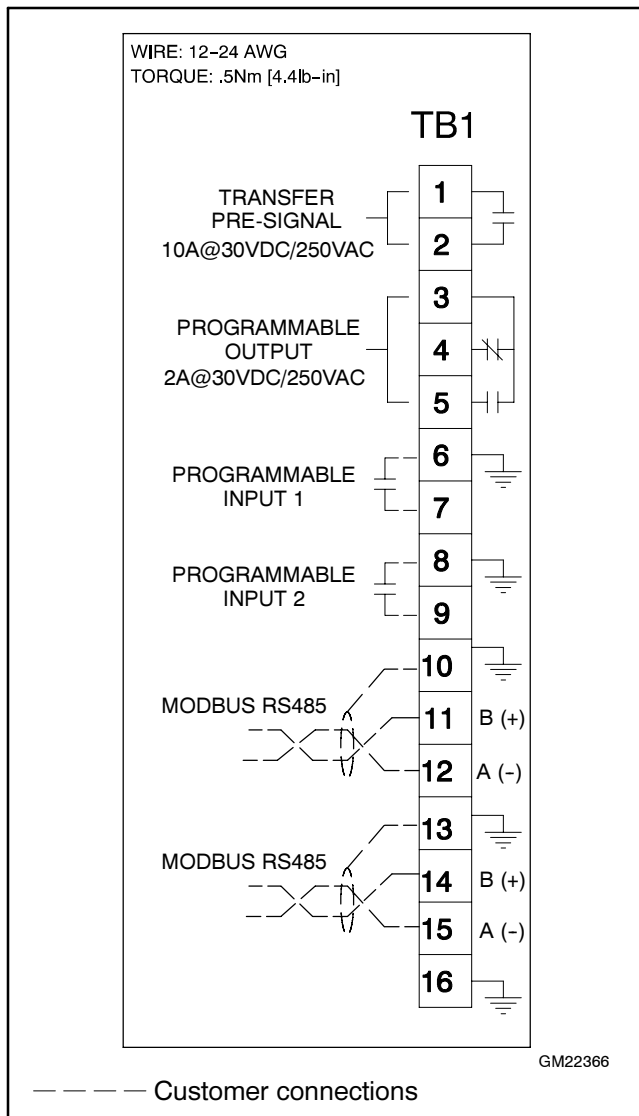 WIRE: 12-24 AWG
TORQUE: .5Nm [4.4lb-in]
TB1
TRANSFER
PRE-SIGNAL
10A@30VDC/250VAC
1
2
PROGRAMMABLE
OUTPUT
2A@30VDC/250VAC
3
4
5
PROGRAMMABLE
INPUT 1
6
7
PROGRAMMABLE
INPUT 2
8
9
MODBUS RS485
10
11 B (+)
12 A (-)
MODBUS RS485
13
14 B (+)
15 A (-)
16
GM22366
Customer connections